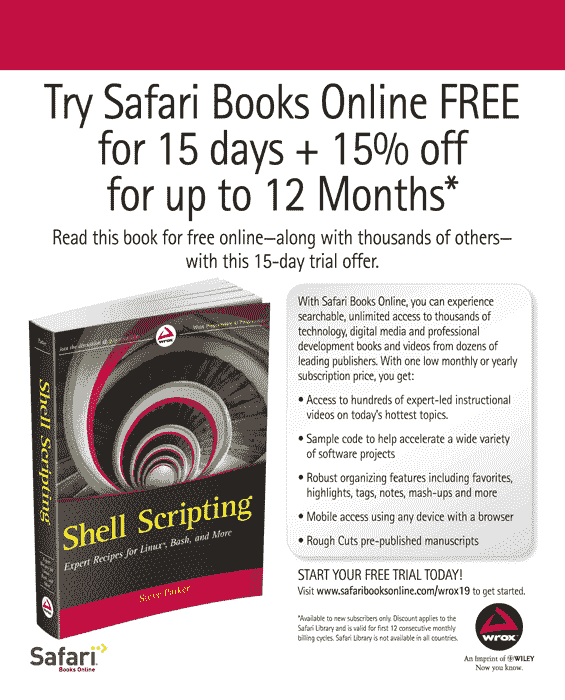 Try Safari Books Online FREE
for 15 days + 15% off
for up to 12 Months*
Read this book for free online—along with thousands of others—
with this 15-day trial offer.
With Safari Books Online, you can experience
searchable, unlimited access to thousands of
technology, digital media and professional
development books and videos from dozens of
leading publishers. With one low monthly or yearly
subscription price, you get:
• Access to hundreds of expert-led instructional
videos on today's hottest topics.
• Sample code to help accelerate a wide variety
of software projects
• Robust organizing features including favorites,
highlights, tags, notes, mash-ups and more
• Mobile access using any device with a browser
• Rough Cuts pre-published manuscripts
Shell Scripting
wrox
Shell Scripting
Expert Recipes for Linux®, Bash, and More
Steve Parker
START YOUR FREE TRIAL TODAY!
Visit www.safaribooksonline.com/wrox19 to get started.
*Available to new subscribers only. Discount applies to the
Safari Library and is valid for first 12 consecutive monthly
billing cycles. Safari Library is not available in all countries.
wrox
An Imprint of WILEY
Now you know.
Safari
Books Online